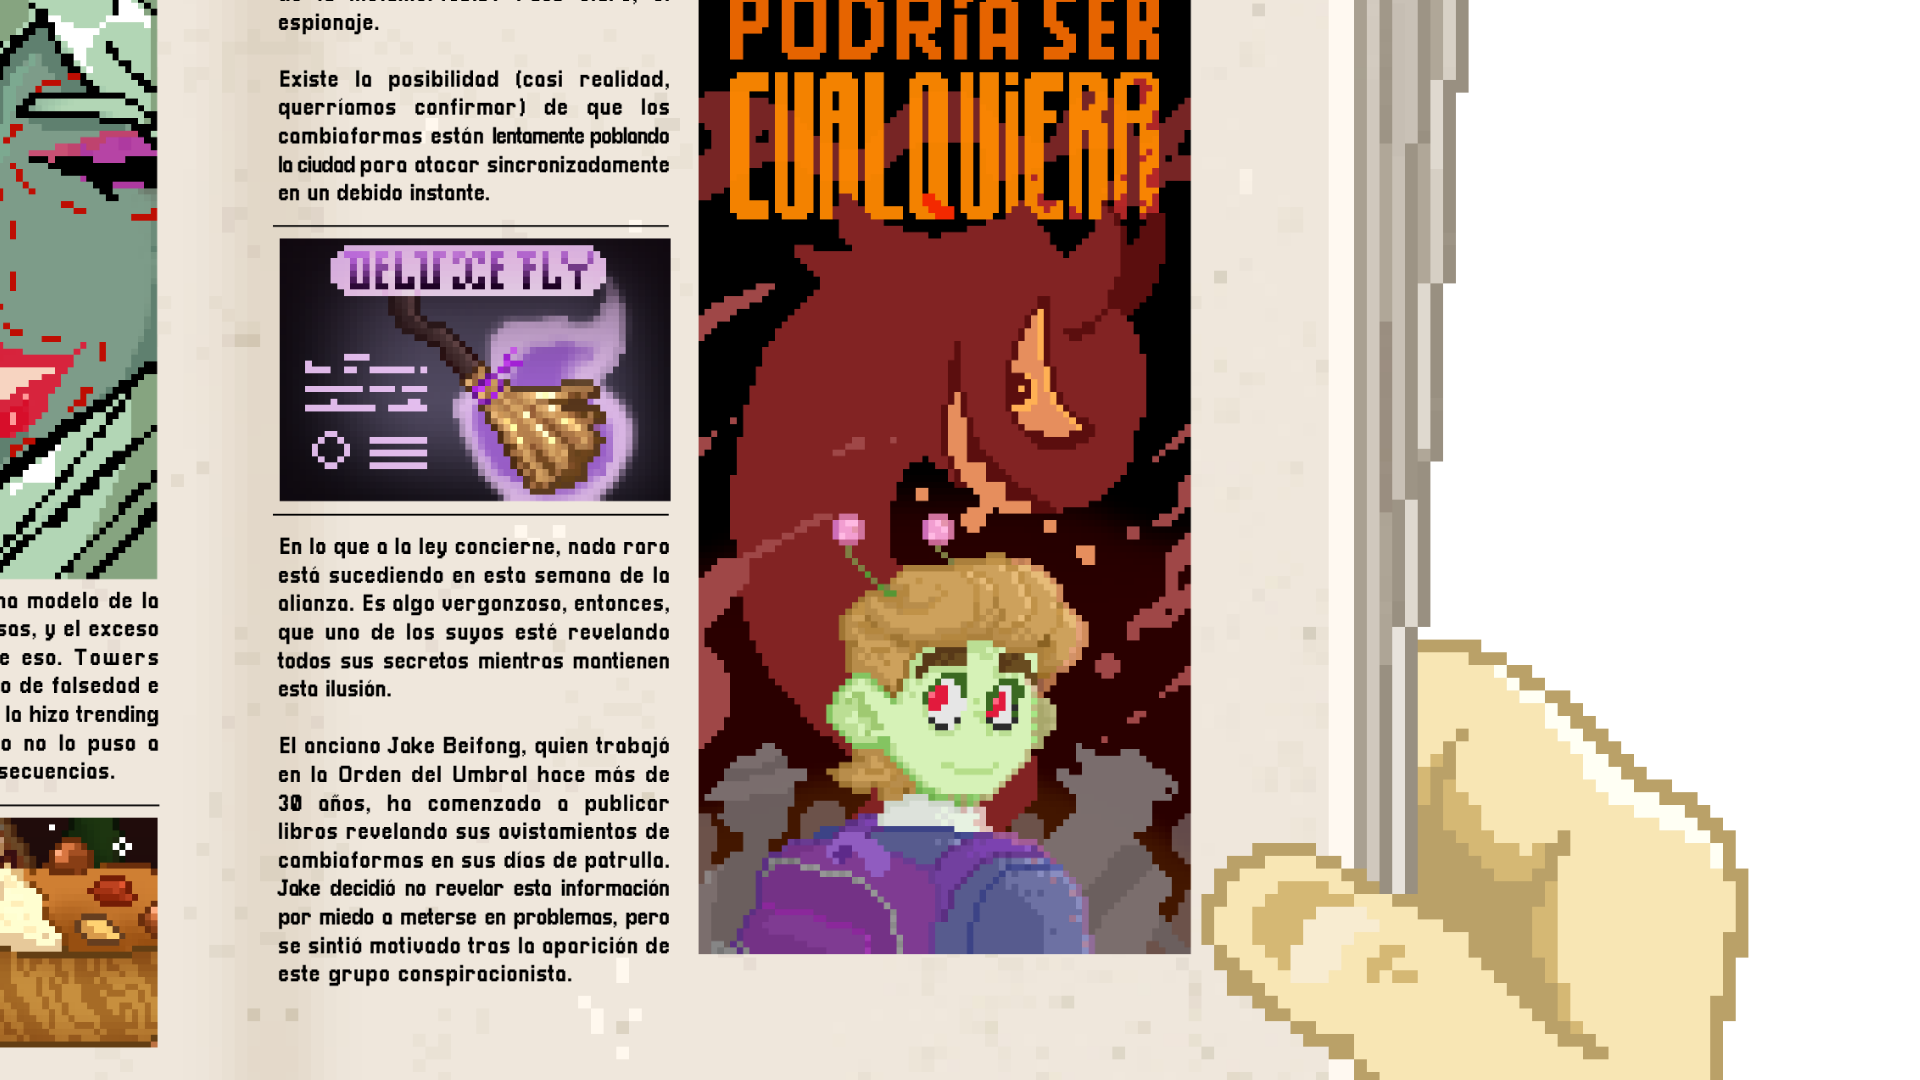 na modelo de la
sas, y el exceso
e eso. Towers
o de falsedad e
la hizo trending
o no lo puso a
secuencias.
espionaje.
Existe la posibilidad (casi realidad,
querríamos confirmar) de que los
cambiaformas están lentamente poblando
la ciudad para atacar sincronizadamente
en un debido instante.
DELUXE FLY
En lo que a la ley concierne, nada raro
está sucediendo en esta semana de la
alianza. Es algo vergonzoso, entonces,
que uno de los suyos esté revelando
todos sus secretos mientras mantienen
esta ilusión.
El anciano Jake Beifong, quien trabajó
en la Orden del Umbral hace más de
30 años, ha comenzado a publicar
libros revelando sus avistamientos de
cambiaformas en sus días de patrulla.
Jake decidió no revelar esta información
por miedo a meterse en problemas, pero
se sintió motivado tras la aparición de
este grupo conspiracionista.
PODRíA SER
CUALQUiERA